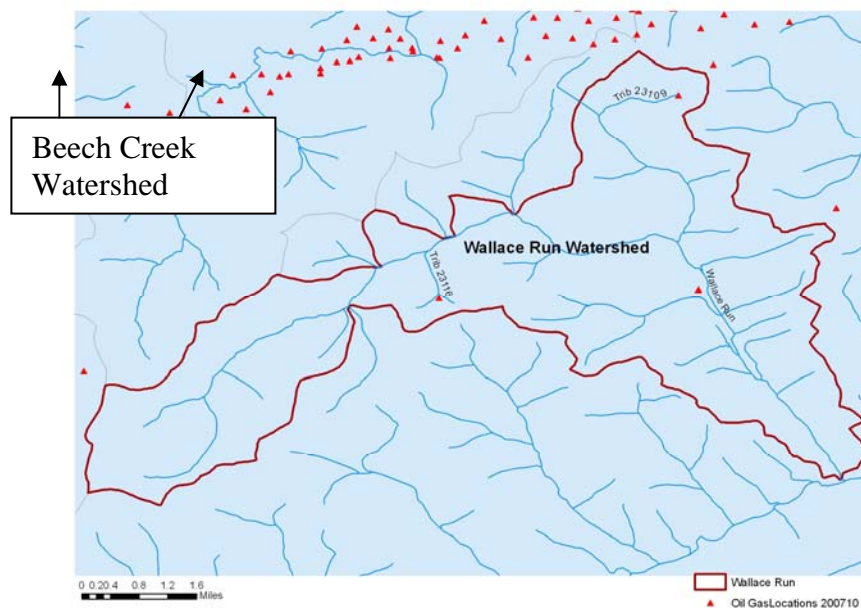 Beech Creek
Watershed
Trib 23109
Wallace Run Watershed
Trib 23116
Wallace Run
0 0.20.4 0.8 1.2 1.6
Miles
Wallace Run
Oil GasLocations 200710